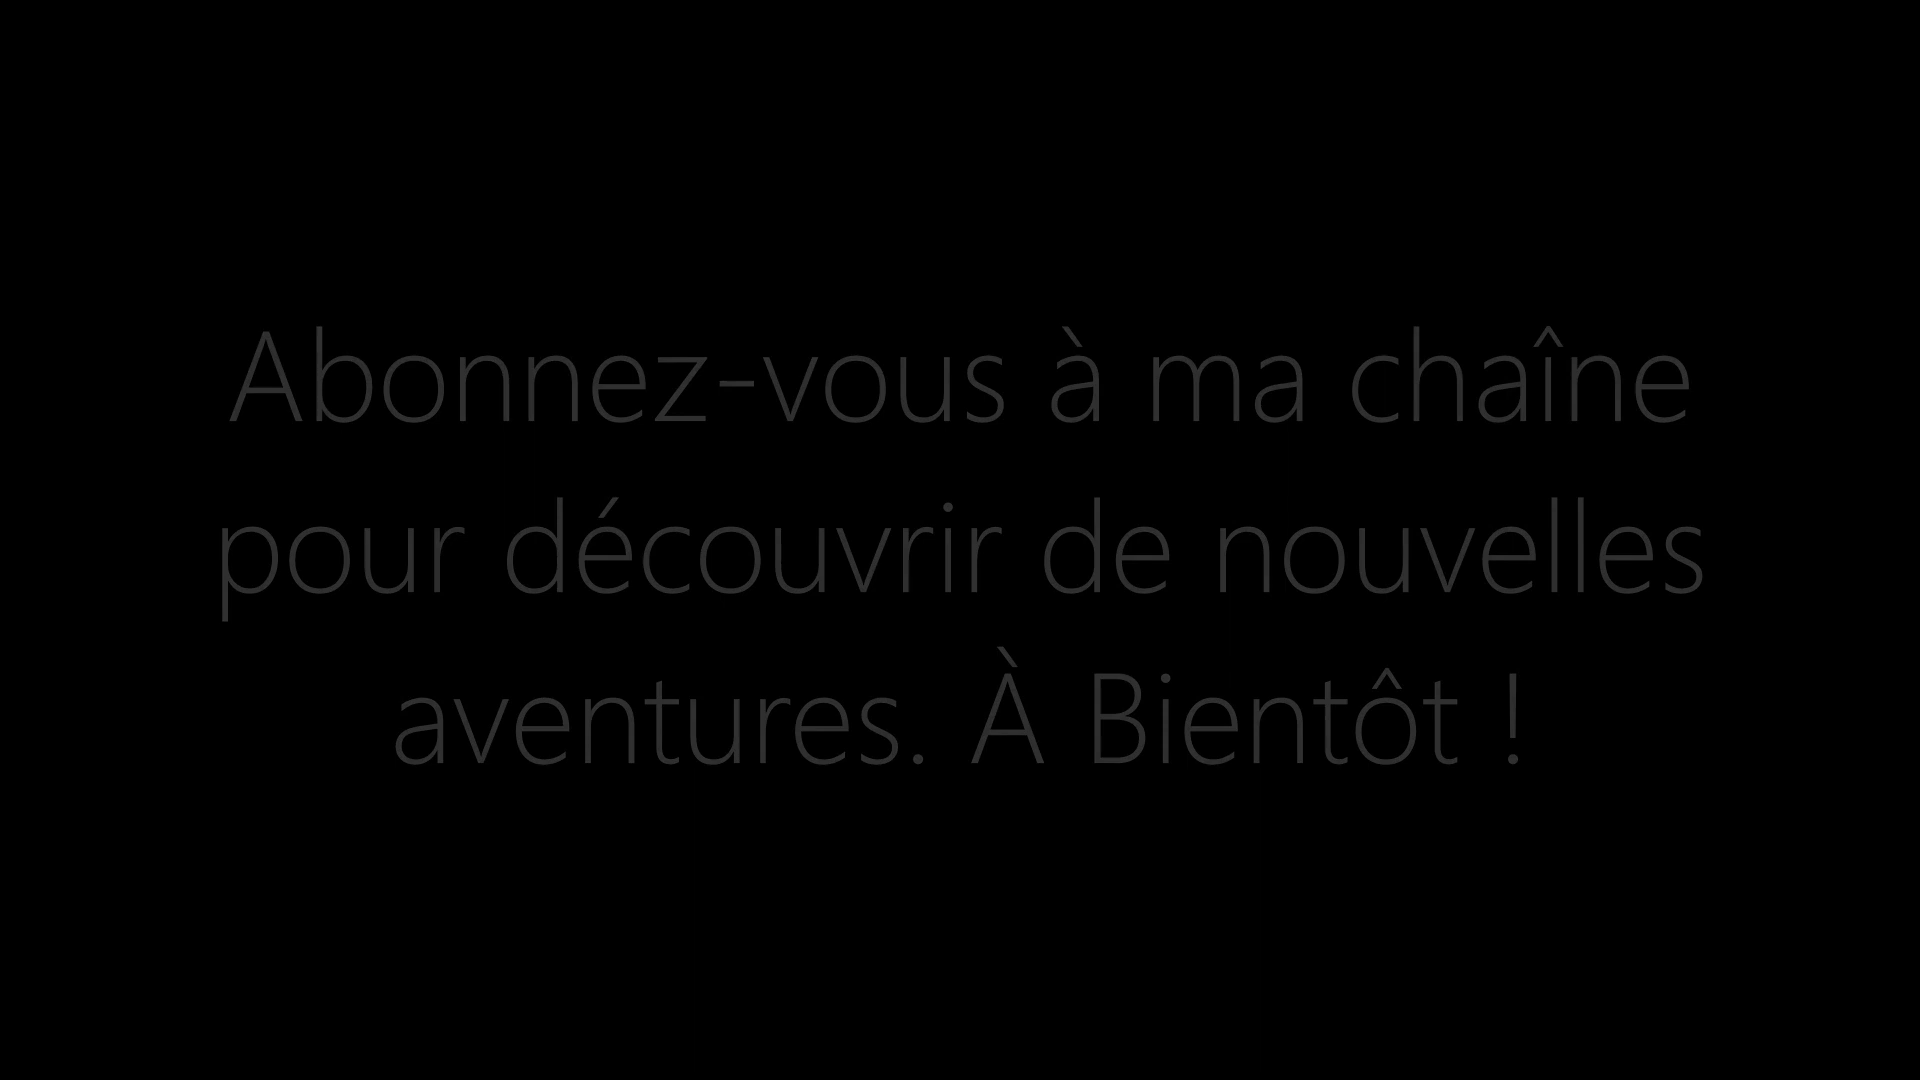 Abonnez-vous à ma chaîne
pour découvrir de nouvelles
aventures. À Bientôt !